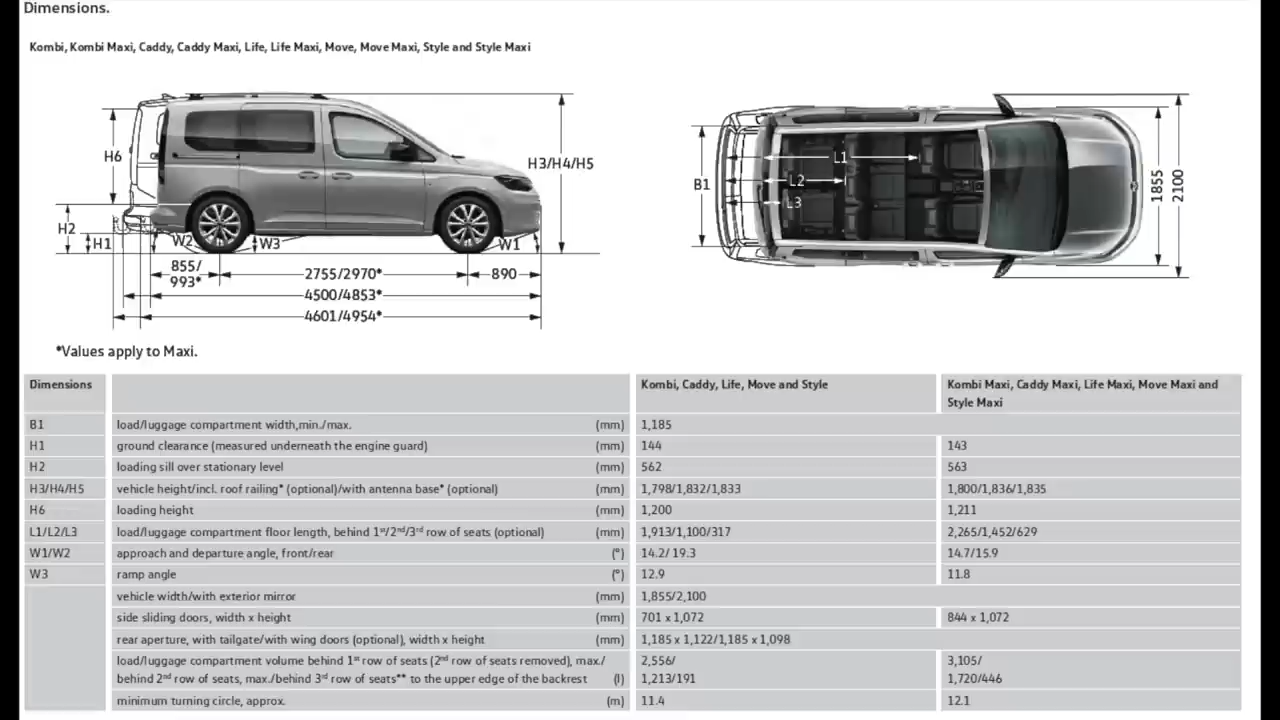 Dimensions.
Kombi, Kombi Maxi, Caddy, Caddy Maxi, Life, Life Maxi, Move, Move Maxi, Style and Style Maxi
H6
H3/H4/H5
H2
H1
W2
W3
W1
855/
993*
2755/2970*
890
4500/4853*
4601/4954*
B1
L1
L2
L3
1855
2100
*Values apply to Maxi.
Dimensions Kombi, Caddy, Life, Move and Style Kombi Maxi, Caddy Maxi, Life Maxi, Move Maxi and
Style Maxi
B1 load/luggage compartment width,min./max. (mm) 1,185
H1 ground clearance (measured underneath the engine guard) (mm) 144 143
H2 loading sill over stationary level (mm) 562 563
H3/H4/H5 vehicle height/incl. roof railing* (optional)/with antenna base* (optional) (mm) 1,798/1,832/1,833 1,800/1,836/1,835
H6 loading height (mm) 1,200 1,211
L1/L2/L3 load/luggage compartment floor length, behind 1st/2nd/3rd row of seats (optional) (mm) 1,913/1,100/317 2,265/1,452/629
W1/W2 approach and departure angle, front/rear (°) 14.2/ 19.3 14.7/15.9
W3 ramp angle (°) 12.9 11.8
vehicle width/with exterior mirror (mm) 1,855/2,100
side sliding doors, width x height (mm) 701 x 1,072 844 x 1,072
rear aperture, with tailgate/with wing doors (optional), width x height (mm) 1,185 x 1,122/1,185 x 1,098
load/luggage compartment volume behind 1st row of seats (2nd row of seats removed), max./ 2,556/ 3,105/
behind 2nd row of seats, max./behind 3rd row of seats** to the upper edge of the backrest (l) 1,213/191 1,720/446
minimum turning circle, approx. (m) 11.4 12.1